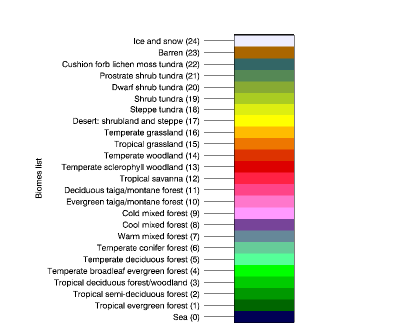 Ice and snow (24)
Barren (23)
Cushion forb lichen moss tundra (22)
Prostrate shrub tundra (21)
Dwarf shrub tundra (20)
Shrub tundra (19)
Steppe tundra (18)
Desert: shrubland and steppe (17)
Temperate grassland (16)
Tropical grassland (15)
Temperate woodland (14)
Temperate sclerophyll woodland (13)
Tropical savanna (12)
Deciduous taiga/montane forest (11)
Evergreen taiga/montane forest (10)
Cold mixed forest (9)
Cool mixed forest (8)
Warm mixed forest (7)
Temperate conifer forest (6)
Temperate deciduous forest (5)
Temperate broadleaf evergreen forest (4)
Tropical deciduous forest/woodland (3)
Tropical semi-deciduous forest (2)
Tropical evergreen forest (1)
Sea (0)
Biomes list